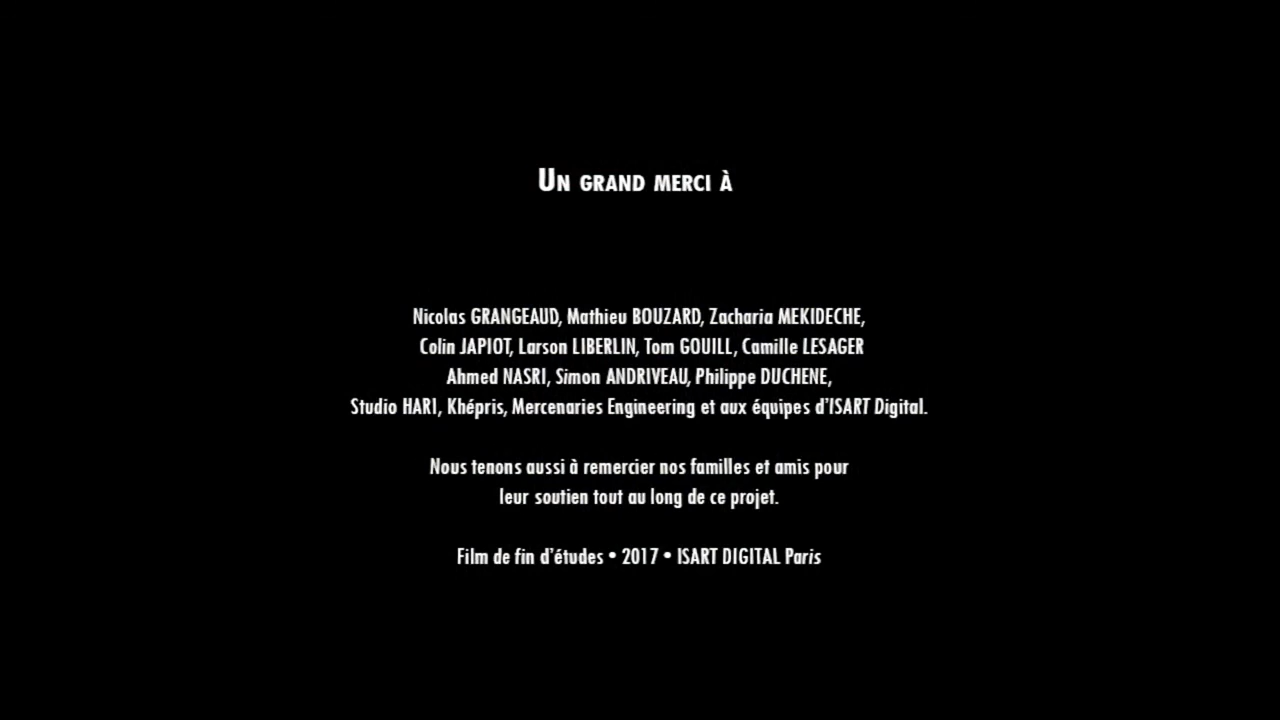 Un grand merci à
Nicolas GRANGEAUD, Mathieu BOUZARD, Zacharia MEKIDECHE,
Colin JAPIOT, Larson LIBERLIN, Tom GOUILL, Camille LESAGER
Ahmed NASRI, Simon ANDRIVEAU, Philippe DUCHENE,
Studio HARI, Khépris, Mercenaries Engineering et aux équipes d'ISART Digital.
Nous tenons aussi à remercier nos familles et amis pour
leur soutien tout au long de ce projet.
Film de fin d'études • 2017 • ISART DIGITAL Paris